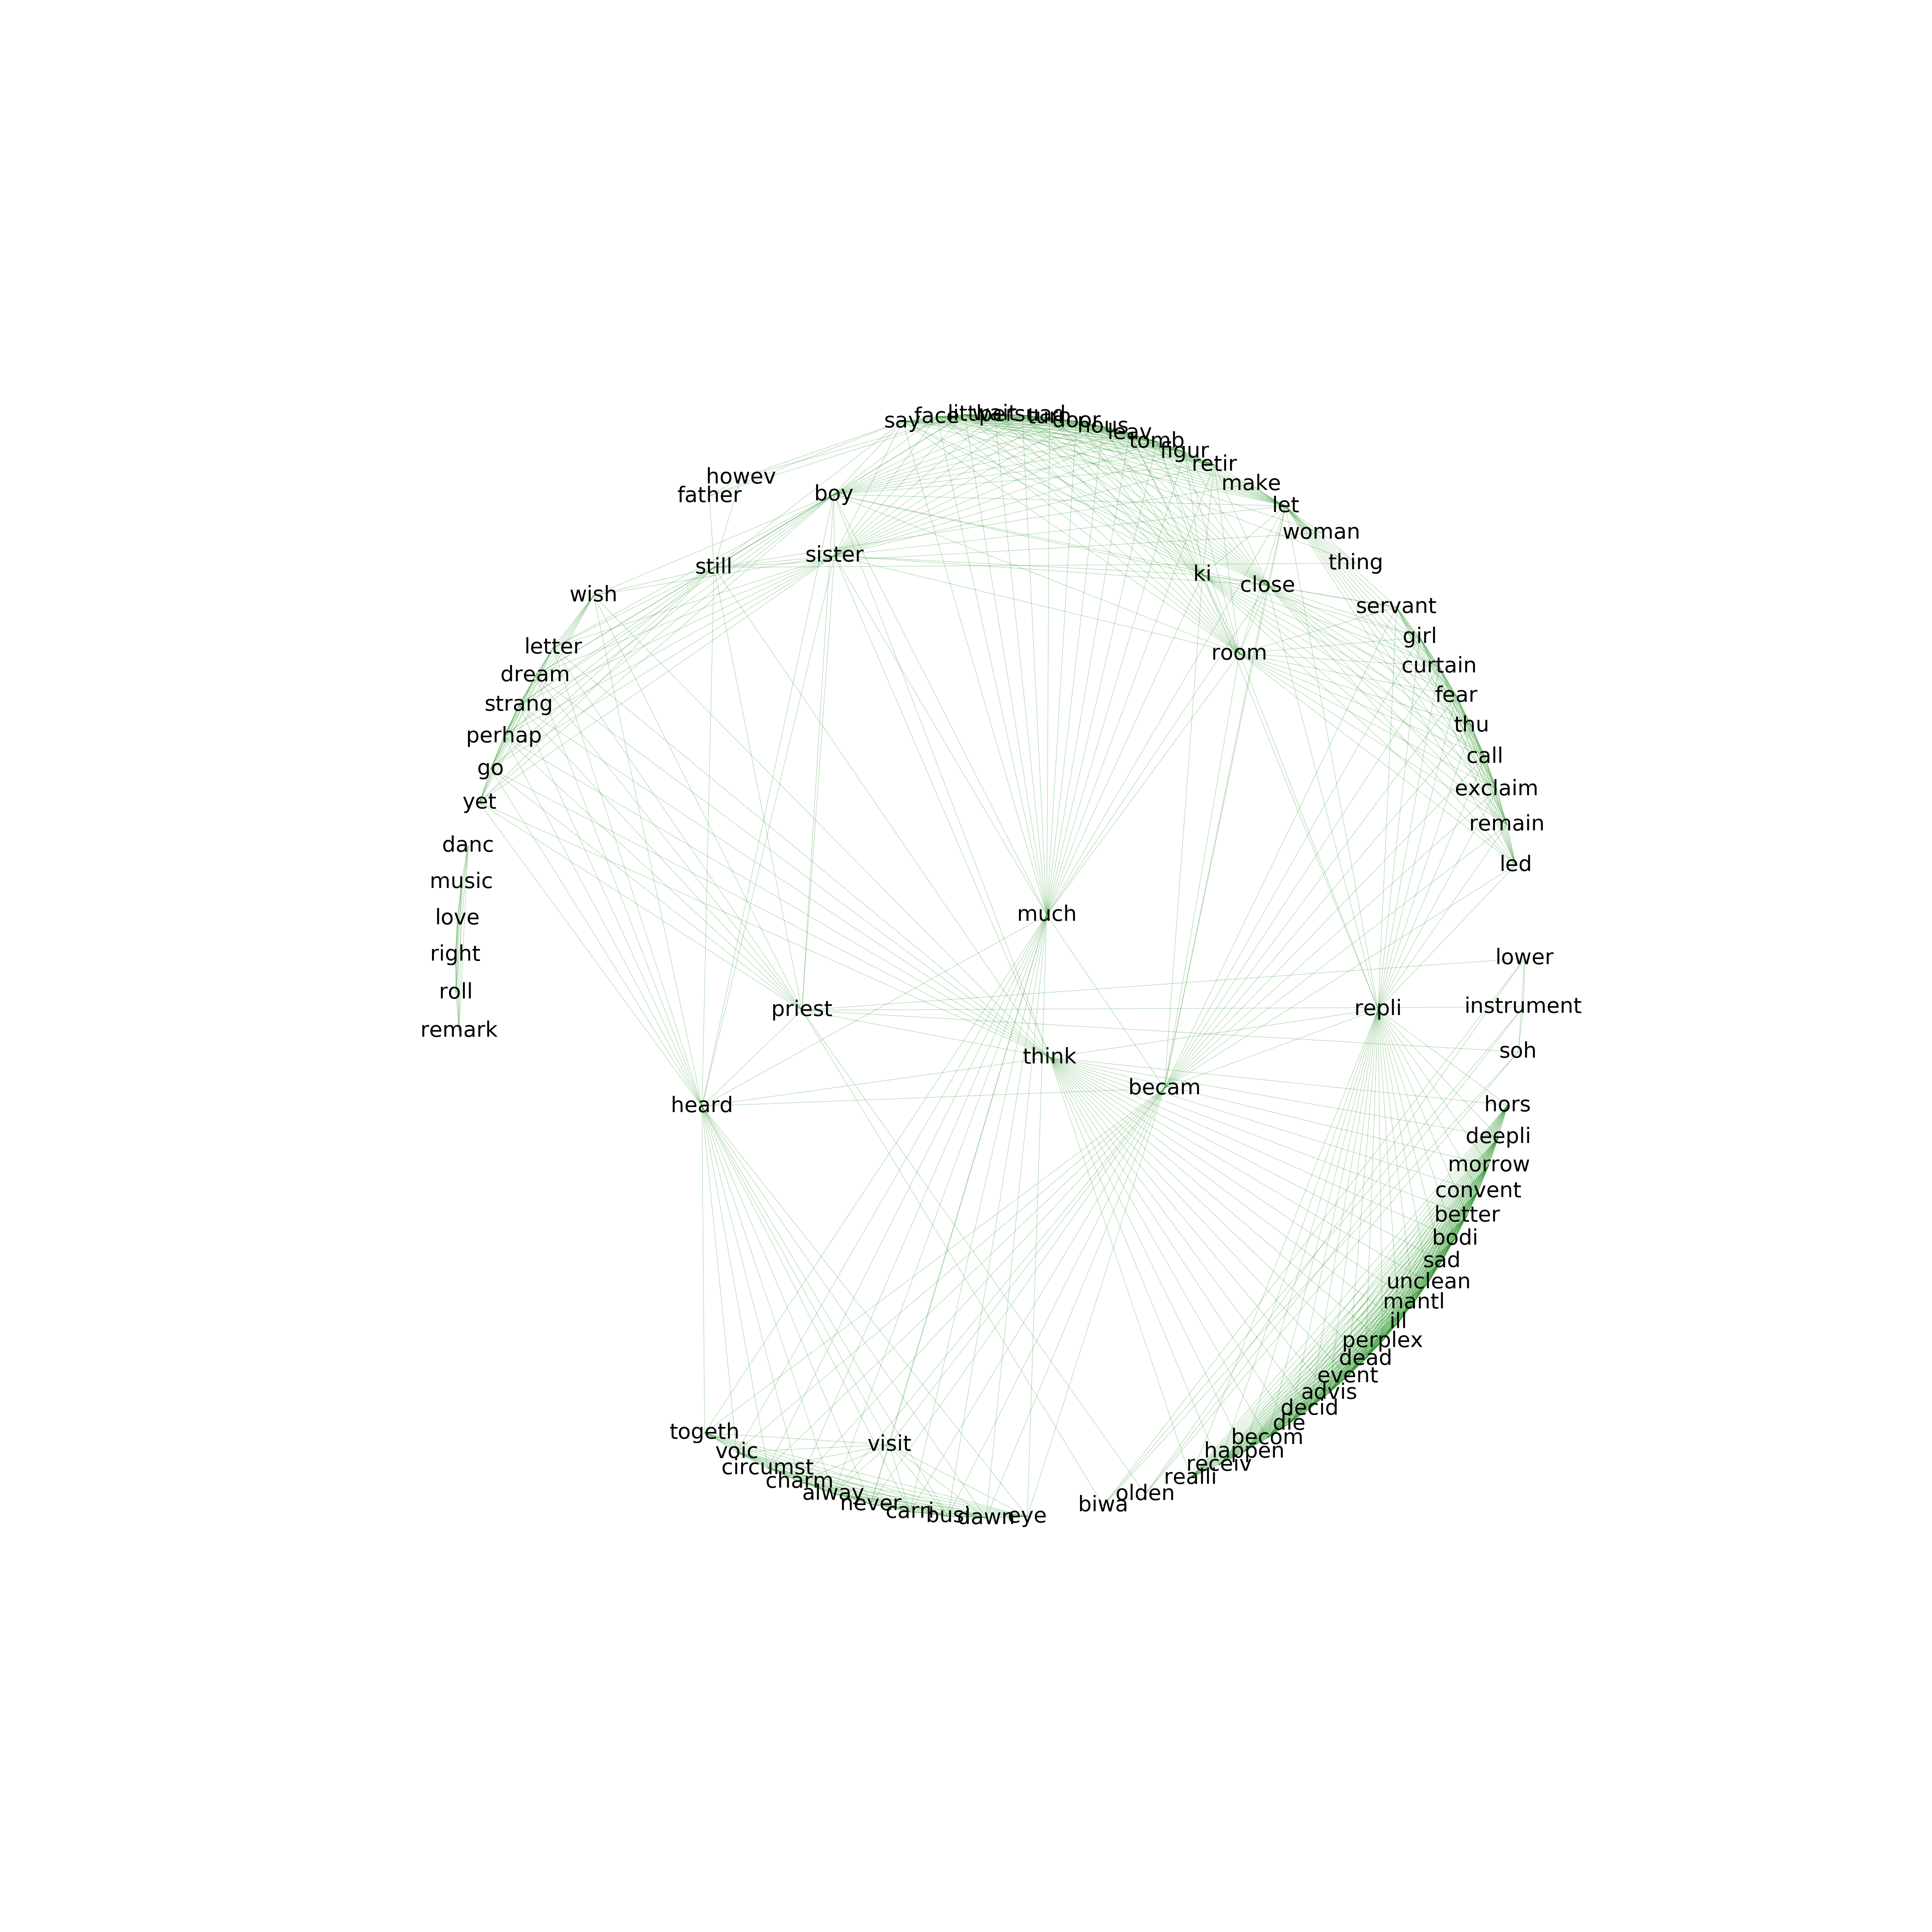 say
face
door
hous
leav
tomb
figur
retir
make
let
woman
thing
howev
father
boy
sister
still
wish
ki
close
servant
girl
room
letter
dream
strang
perhap
go
yet
curtain
fear
thu
call
exclaim
remain
led
danc
music
love
right
roll
remark
much
priest
think
becam
heard
repli
lower
instrument
soh
hors
deepli
morrow
convent
better
bodi
sad
unclean
mantl
ill
perplex
dead
event
advis
decid
die
becom
happen
receiv
realli
olden
biwa
togeth
voic
visit
circumst
charm
alway
never
carri
busi
dawn
eye